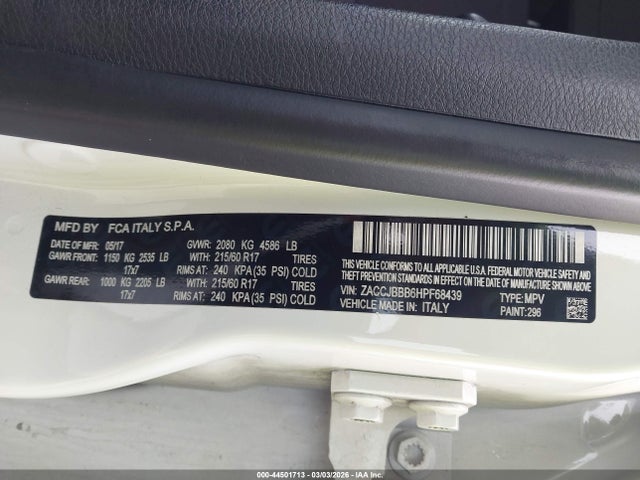 MFD BY FCA ITALY S.P.A.
DATE OF MFR: 05/17 GVWR: 2080 KG 4586 LB
GAWR FRONT: 1150 KG 2535 LB WITH: 215/60 R17 TIRES
17x7 RIMS AT: 240 KPA(35 PSI) COLD
GAWR REAR: 1000 KG 2205 LB WITH: 215/60 R17 TIRES
17x7 RIMS AT: 240 KPA(35 PSI) COLD
THIS VEHICLE CONFORMS TO ALL APPLICABLE U.S.A. FEDERAL
MOTOR VEHICLE SAFETY, BUMPER, AND
THEFT PREVENTION STANDARDS IN EFFECT ON THE DATE OF MANUFACTURE SHOWN ABOVE.
VIN: ZACCJBBB6HPF68439 TYPE: MPV
VEHICLE MADE IN: ITALY PAINT: 296
000-44501713 - 03/03/2026 - IAAI Inc.